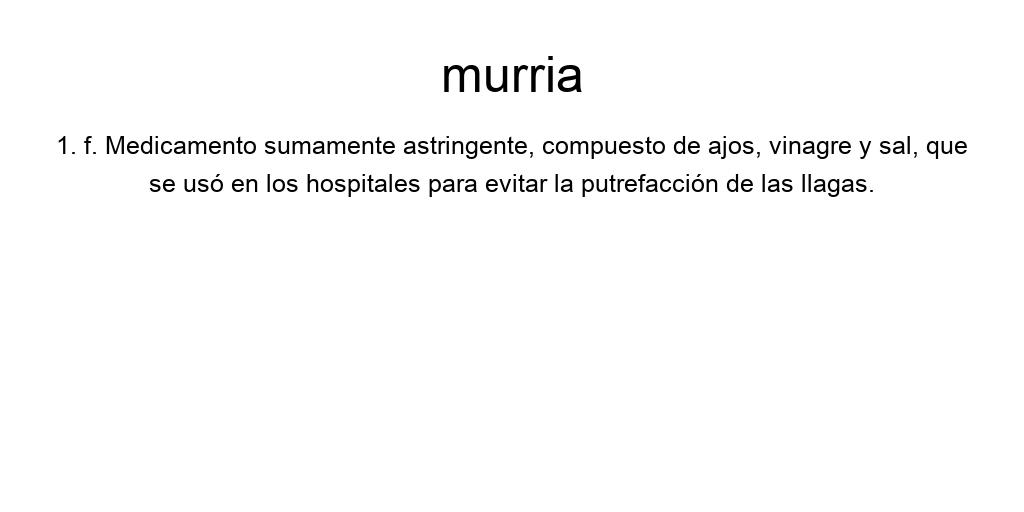 murria
1. f. Medicamento sumamente astringente, compuesto de ajos, vinagre y sal, que
se usó en los hospitales para evitar la putrefacción de las llagas.